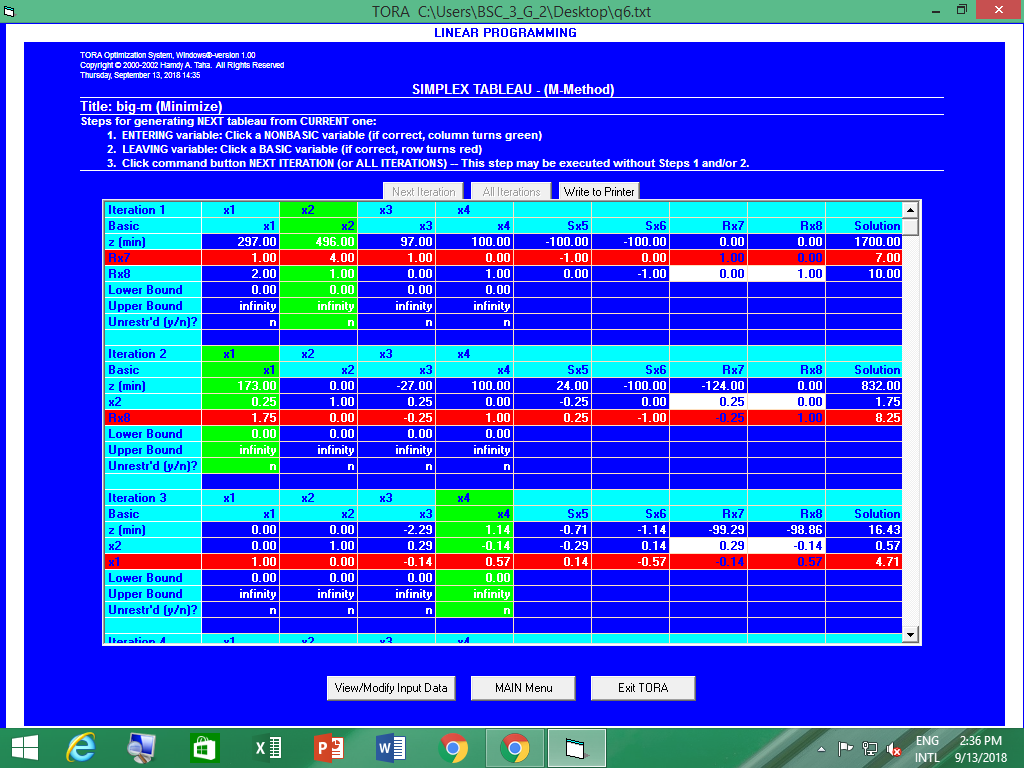 TORA C:\Users\BSC_3_G_2\Desktop\q6.txt
LINEAR PROGRAMMING
TORA Optimization System, Windows®-version 1.00
Copyright © 2000-2002 Hamdy A. Taha. All Rights Reserved
Thursday, September 13, 2018 14:35
SIMPLEX TABLEAU - (M-Method)
Title: big-m (Minimize)
Steps for generating NEXT tableau from CURRENT one:
1. ENTERING variable: Click a NONBASIC variable (if correct, column turns green)
2. LEAVING variable: Click a BASIC variable (if correct, row turns red)
3. Click command button NEXT ITERATION (or ALL ITERATIONS) -- This step may be executed without Steps 1 and/or 2.
Next Iteration All Iterations Write to Printer
Iteration 1 x1 x2 x3 x4
Basic x1 x2 x3 x4 Sx5 Sx6 Rx7 Rx8 Solution
z (min) 297.00 496.00 97.00 100.00 -100.00 -100.00 0.00 0.00 1700.00
Rx7 1.00 4.00 1.00 0.00 -1.00 0.00 1.00 0.00 7.00
Rx8 2.00 1.00 0.00 1.00 0.00 -1.00 0.00 1.00 10.00
Lower Bound 0.00 0.00 0.00 0.00
Upper Bound infinity infinity infinity infinity
Unrestr'd (y/n)? n n n n
Iteration 2 x1 x2 x3 x4
Basic x1 x2 x3 x4 Sx5 Sx6 Rx7 Rx8 Solution
z (min) 173.00 0.00 -27.00 100.00 24.00 -100.00 -124.00 0.00 832.00
x2 0.25 1.00 0.25 0.00 -0.25 0.00 0.25 0.00 1.75
Rx8 1.75 0.00 -0.25 1.00 0.25 -1.00 -0.25 1.00 8.25
Lower Bound 0.00 0.00 0.00 0.00
Upper Bound infinity infinity infinity infinity
Unrestr'd (y/n)? n n n n
Iteration 3 x1 x2 x3 x4
Basic x1 x2 x3 x4 Sx5 Sx6 Rx7 Rx8 Solution
z (min) 0.00 0.00 -2.29 1.14 -0.71 -1.14 -99.29 -98.86 16.43
x2 0.00 1.00 0.29 -0.14 -0.29 0.14 0.29 -0.14 0.57
x1 1.00 0.00 -0.14 0.57 0.14 -0.57 -0.14 0.57 4.71
Lower Bound 0.00 0.00 0.00 0.00
Upper Bound infinity infinity infinity infinity
Unrestr'd (y/n)? n n n n
Iteration 4 x1 x2 x3 x4
View/Modify Input Data MAIN Menu Exit TORA
ENG 2:36 PM
INTL 9/13/2018